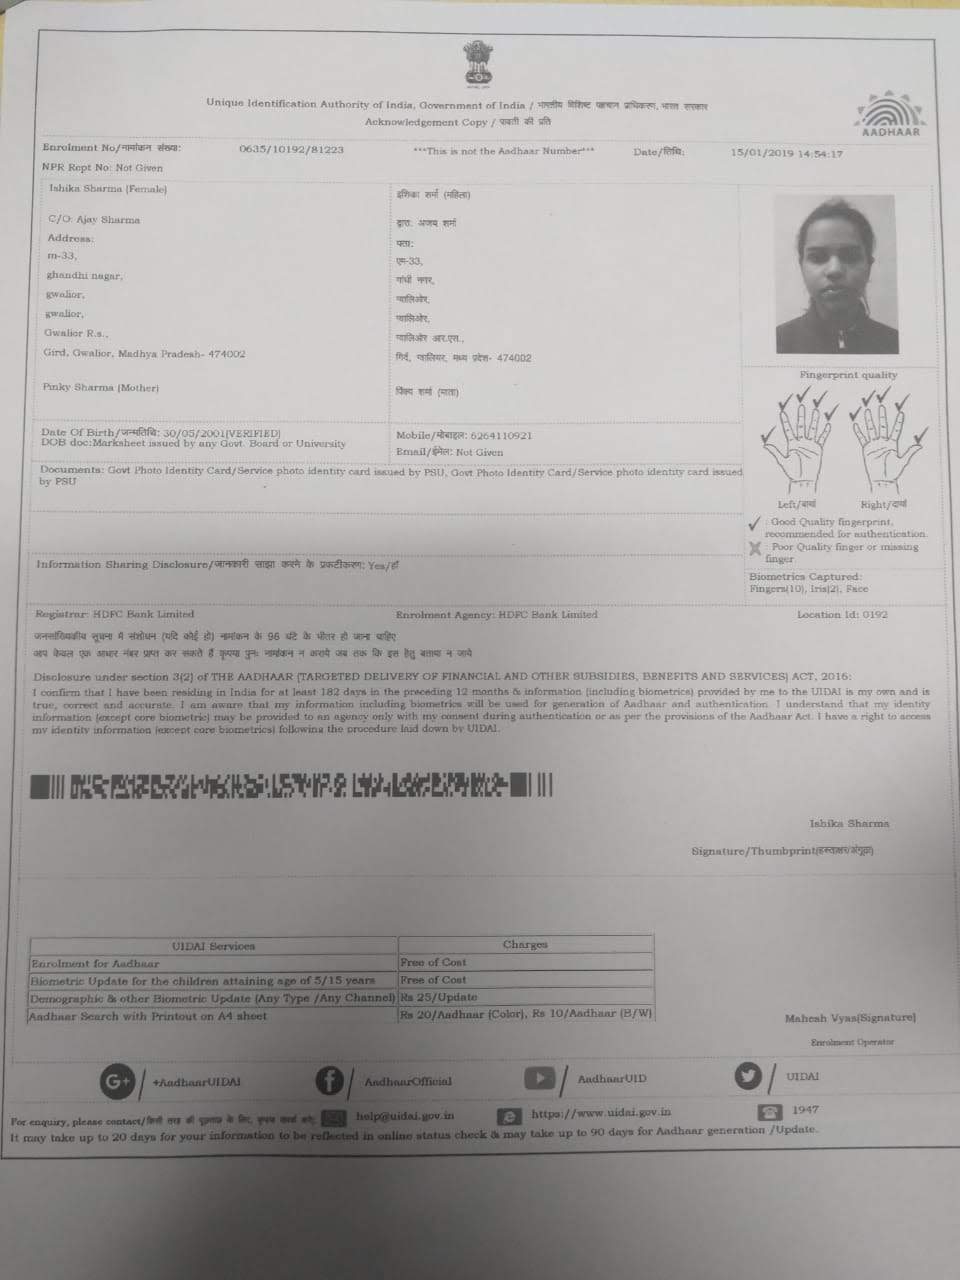 Unique Identification Authority of India, Government of India / भारतीय विशिष्ट पहचान प्राधिकरण, भारत सरकार
Acknowledgement Copy / पावती की प्रति
AADHAAR
Enrolment No/नामांकन संख्या: 0635/10192/81223 ***This is not the Aadhaar Number*** Date/तिथि: 15/01/2019 14:54:17
NPR Rcpt No: Not Given
Ishika Sharma (Female)
C/O: Ajay Sharma
Address:
m-33,
ghandhi nagar,
gwalior,
gwalior,
Gwalior R.s.,
Gird, Gwalior, Madhya Pradesh- 474002
Pinky Sharma (Mother)
इशिका शर्मा (महिला)
द्वारा: अजय शर्मा
पता:
एम-33,
गांधी नगर,
ग्वालिओर,
ग्वालिओर,
ग्वालिओर आर.एस.,
गिर्द, ग्वालियर, मध्य प्रदेश- 474002
शर्मा (माता)
Date Of Birth/जन्मतिथि: 30/05/2001(VERIFIED)
DOB doc:Marksheet issued by any Govt. Board or University
Mobile/मोबाइल: 6264110921
Email/ईमेल: Not Given
Documents: Govt Photo Identity Card/Service photo identity card issued by PSU, Govt Photo Identity Card/Service photo identity card issued
by PSU
Fingerprint quality
Left/बायां Right/दायां
: Good Quality fingerprint,
recommended for authentication.
: Poor Quality finger or missing
finger.
Information Sharing Disclosure/जानकारी साझा करने के प्रकटीकरण: Yes/हाँ
Biometrics Captured:
Fingers(10), Iris(2), Face
Registrar: HDFC Bank Limited Enrolment Agency: HDFC Bank Limited Location Id: 0192
जनसांख्यिकीय सूचना में संशोधन (यदि कोई हो) नामांकन के 96 घंटे के भीतर हो जाना चाहिए
आप केवल एक आधार नंबर प्राप्त कर सकते हैं कृपया पुनः नामांकन न कराये जब तक कि इस हेतु बताया न जाये
Disclosure under section 3(2) of THE AADHAAR (TARGETED DELIVERY OF FINANCIAL AND OTHER SUBSIDIES, BENEFITS AND SERVICES) ACT, 2016:
I confirm that I have been residing in India for at least 182 days in the preceding 12 months & information (including biometrics) provided by me to the UIDAI is my own and is
true, correct and accurate. I am aware that my information including biometrics will be used for generation of Aadhaar and authentication. I understand that my identity
information (except core biometric) may be provided to an agency only with my consent during authentication or as per the provisions of the Aadhaar Act. I have a right to access
my identity information (except core biometrics) following the procedure laid down by UIDAI.
Ishika Sharma
Signature/Thumbprint(हस्ताक्षर/अंगूठा)
UIDAI Services Charges
Enrolment for Aadhaar Free of Cost
Biometric Update for the children attaining age of 5/15 years Free of Cost
Demographic & other Biometric Update (Any Type /Any Channel) Rs 25/Update
Aadhaar Search with Printout on A4 sheet Rs 20/Aadhaar (Color), Rs 10/Aadhaar (B/W)
Mahesh Vyas(Signature)
Enrolment Operator
G+ +AadhaarUIDAI f AadhaarOfficial AadhaarUID UIDAI
For enquiry, please contact/किसी तरह की पूछताछ के लिए, कृपया संपर्क करें: help@uidai.gov.in https://www.uidai.gov.in 1947
It may take up to 20 days for your information to be reflected in online status check & may take up to 90 days for Aadhaar generation /Update.